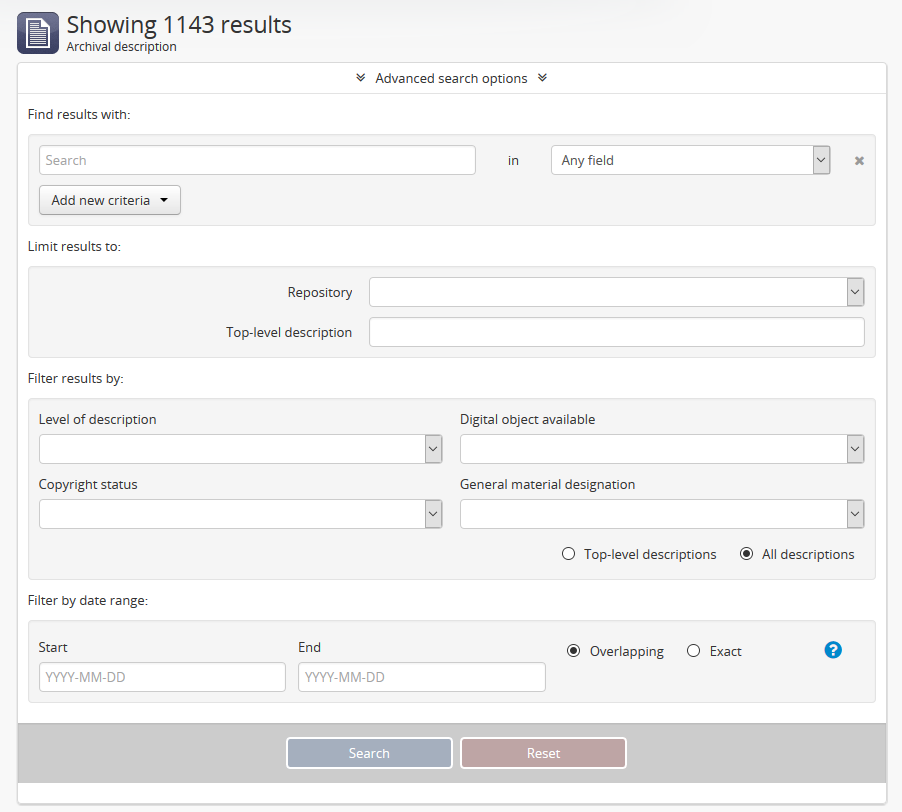 Showing 1143 results
Archival description
Advanced search options
Find results with:
Search in Any field
Add new criteria
Limit results to:
Repository
Top-level description
Filter results by:
Level of description Digital object available
Copyright status General material designation
Top-level descriptions All descriptions
Filter by date range:
Start End
Overlapping Exact ?
YYYY-MM-DD YYYY-MM-DD
Search Reset